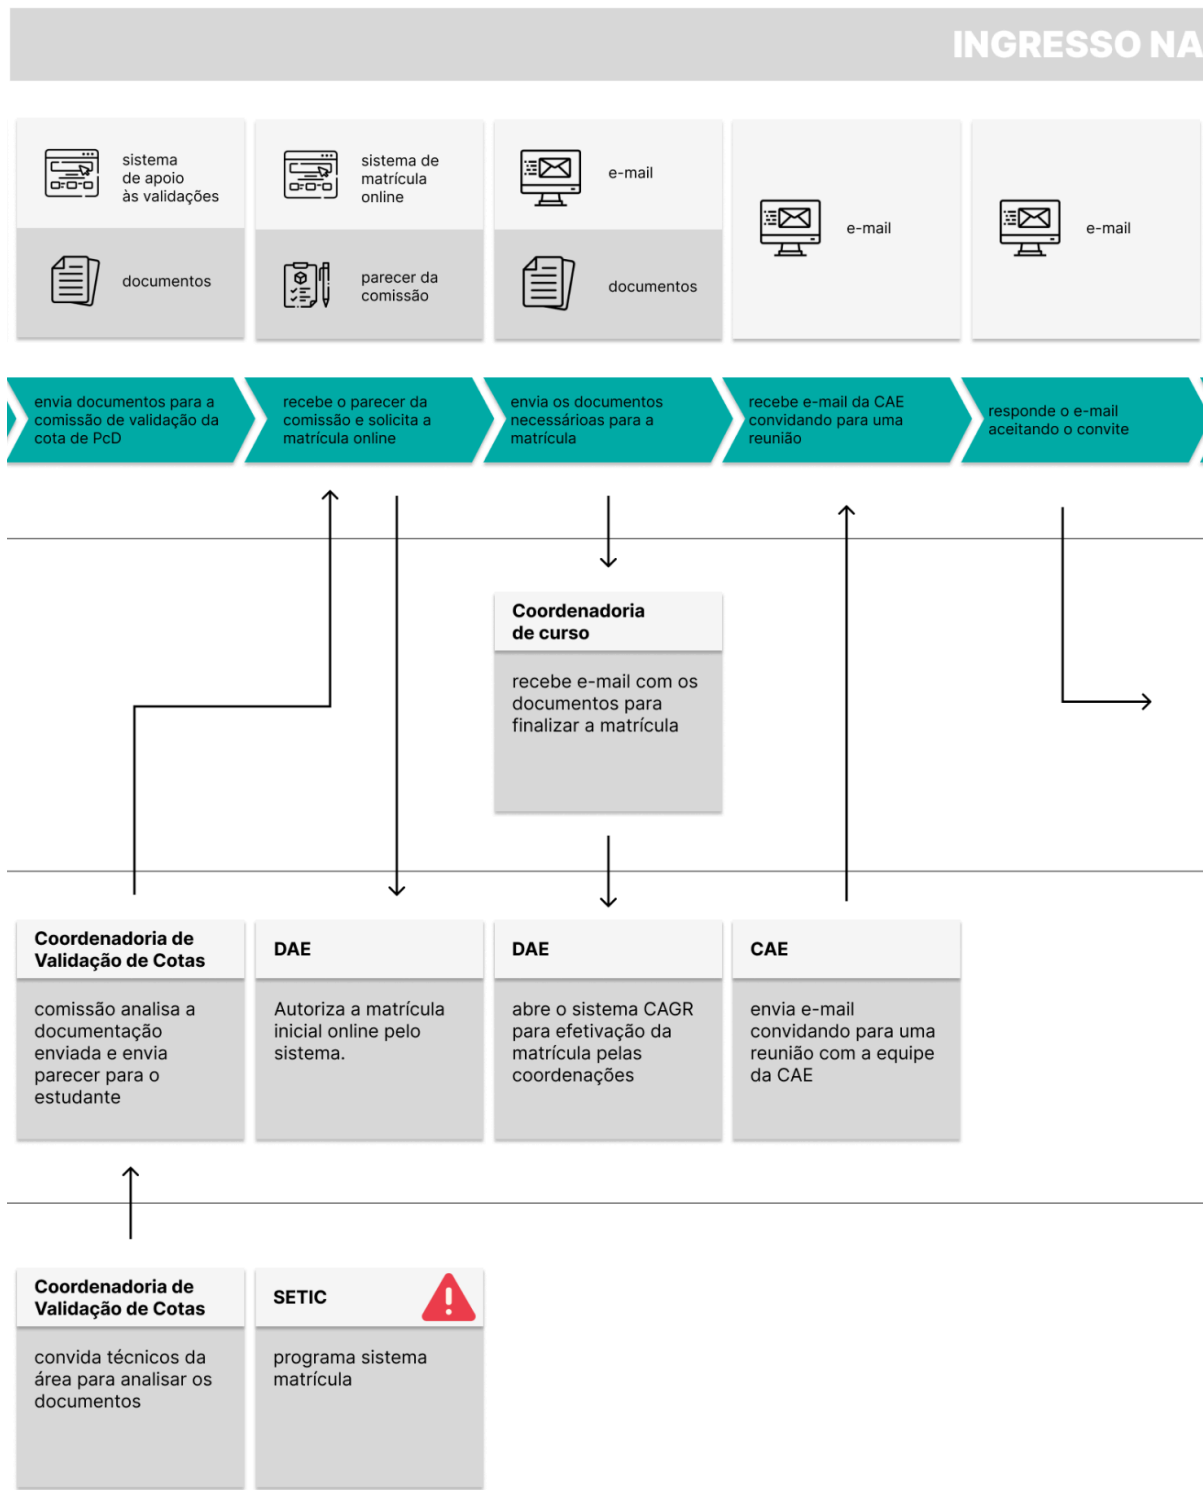 INGRESSO NA
sistema
de apoio
às validações
documentos
sistema de
matrícula
online
parecer da
comissão
e-mail
documentos
e-mail
e-mail
envia documentos para a
comissão de validação da
cota de PcD
recebe o parecer da
comissão e solicita a
matrícula online
envia os documentos
necessárioas para a
matrícula
recebe e-mail da CAE
convidando para uma
reunião
responde o e-mail
aceitando o convite
Coordenadoria
de curso
recebe e-mail com os
documentos para
finalizar a matrícula
Coordenadoria de
Validação de Cotas
comissão analisa a
documentação
enviada e envia
parecer para o
estudante
DAE
Autoriza a matrícula
inicial online pelo
sistema.
DAE
abre o sistema CAGR
para efetivação da
matrícula pelas
coordenações
CAE
envia e-mail
convidando para uma
reunião com a equipe
da CAE
Coordenadoria de
Validação de Cotas
convida técnicos da
área para analisar os
documentos
SETIC
programa sistema
matrícula